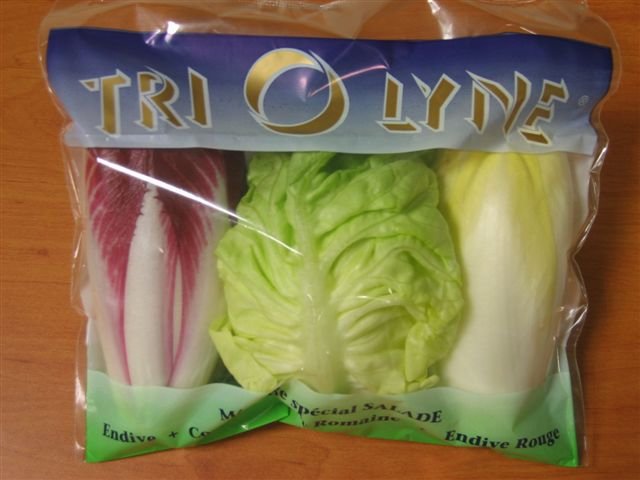 TRI O LYNE ®
spécial SALADE
Romaine
Endive + Endive Rouge